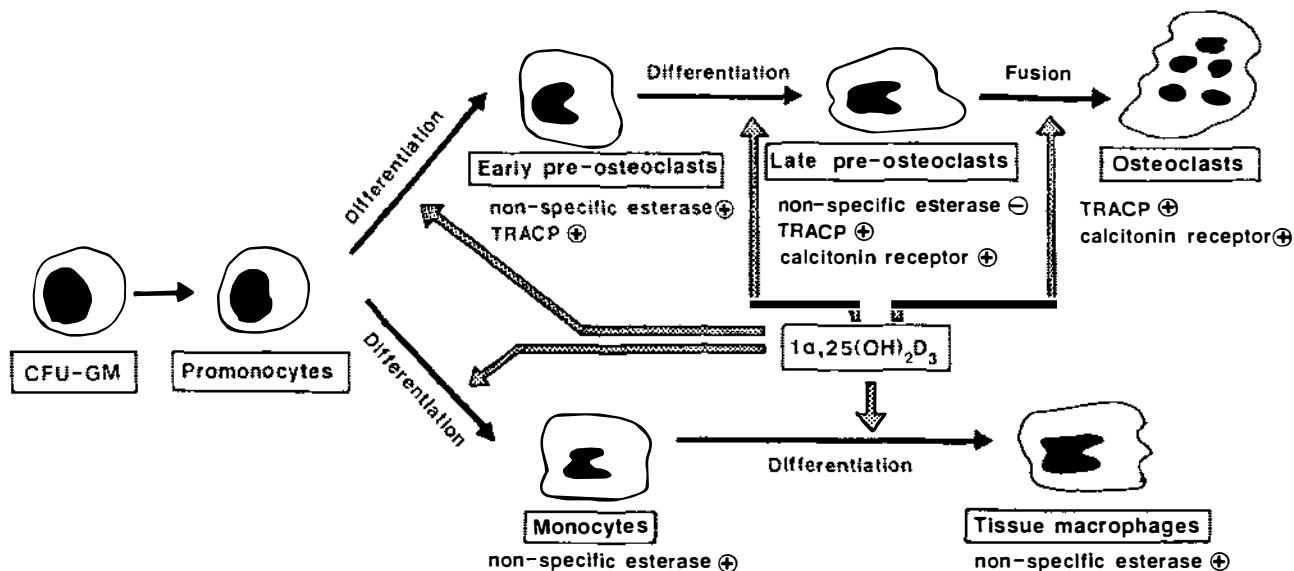 Differentiation
Fusion
Differentiation
Early pre-osteoclasts
Late pre-osteoclasts
Osteoclasts
non-specific esterase ⊕
TRACP ⊕
non-specific esterase ⊖
TRACP ⊕
calcitonin receptor ⊕
TRACP ⊕
calcitonin receptor ⊕
CFU-GM
Promonocytes
1α,25(OH)₂D₃
Differentiation
Differentiation
Monocytes
non-specific esterase ⊕
Tissue macrophages
non-specific esterase ⊕